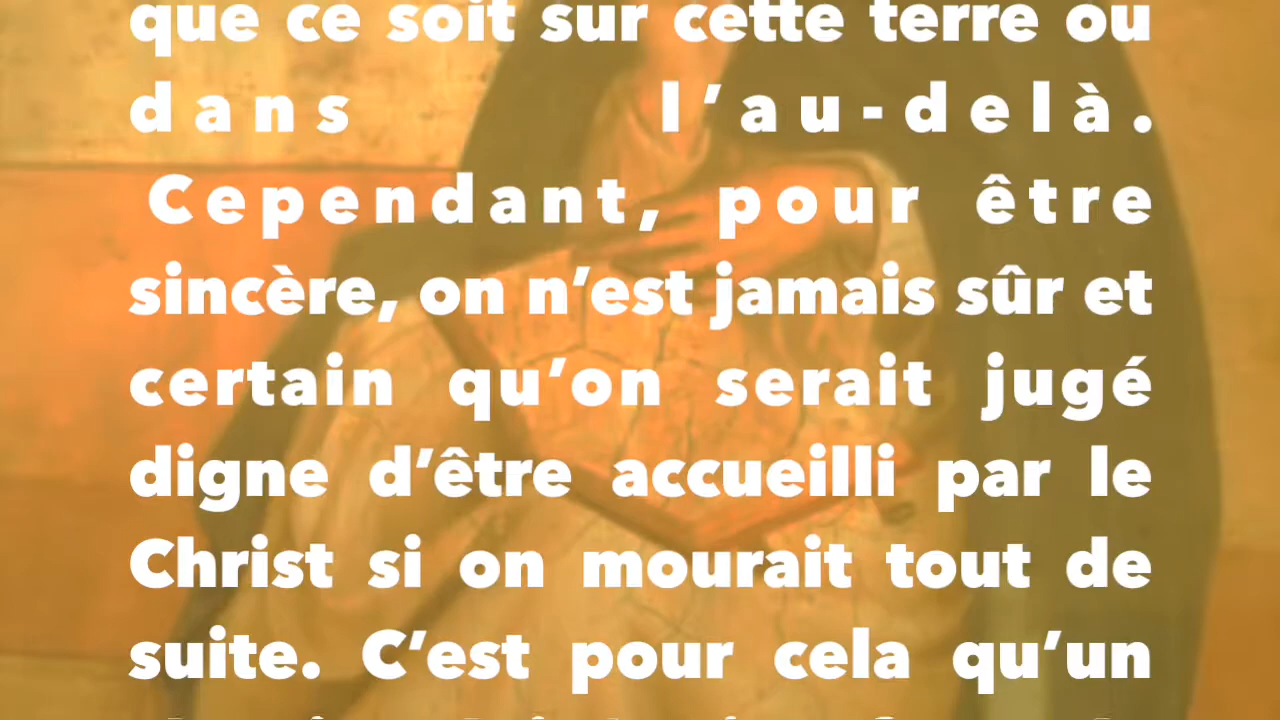 que ce soit sur cette terre ou
dans l’au-delà.
Cependant, pour être
sincère, on n’est jamais sûr et
certain qu’on serait jugé
digne d’être accueilli par le
Christ si on mourait tout de
suite. C’est pour cela qu’un